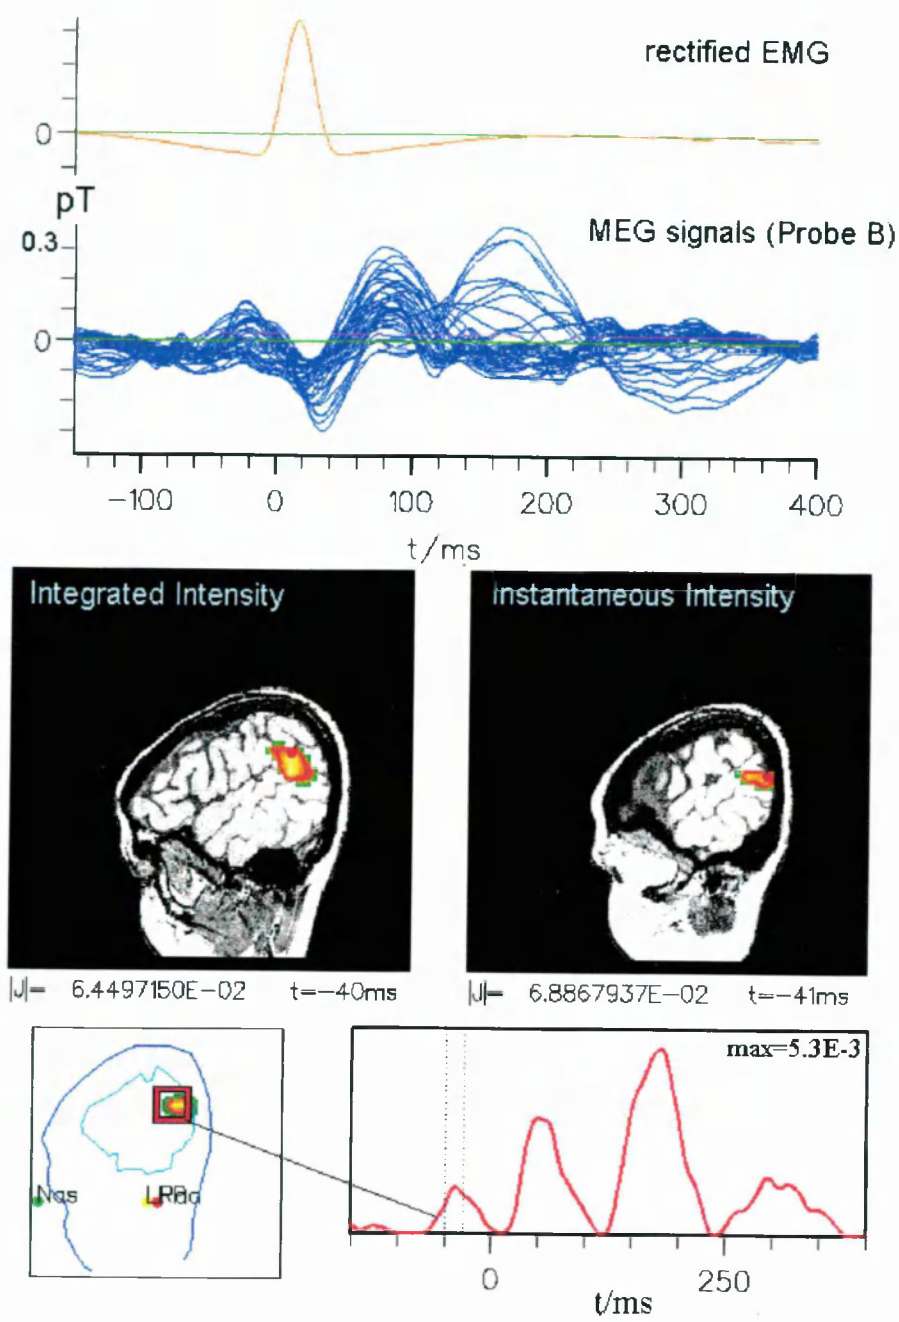 rectified EMG
0
pT
MEG signals (Probe B)
0.3
0
-100 0 100 200 300 400
t/ms
Integrated Intensity
Instantaneous Intensity
|J|= 6.4497150E-02 t=-40ms
|J|= 6.8867937E-02 t=-41ms
max=5.3E-3
Nas
0 250
t/ms